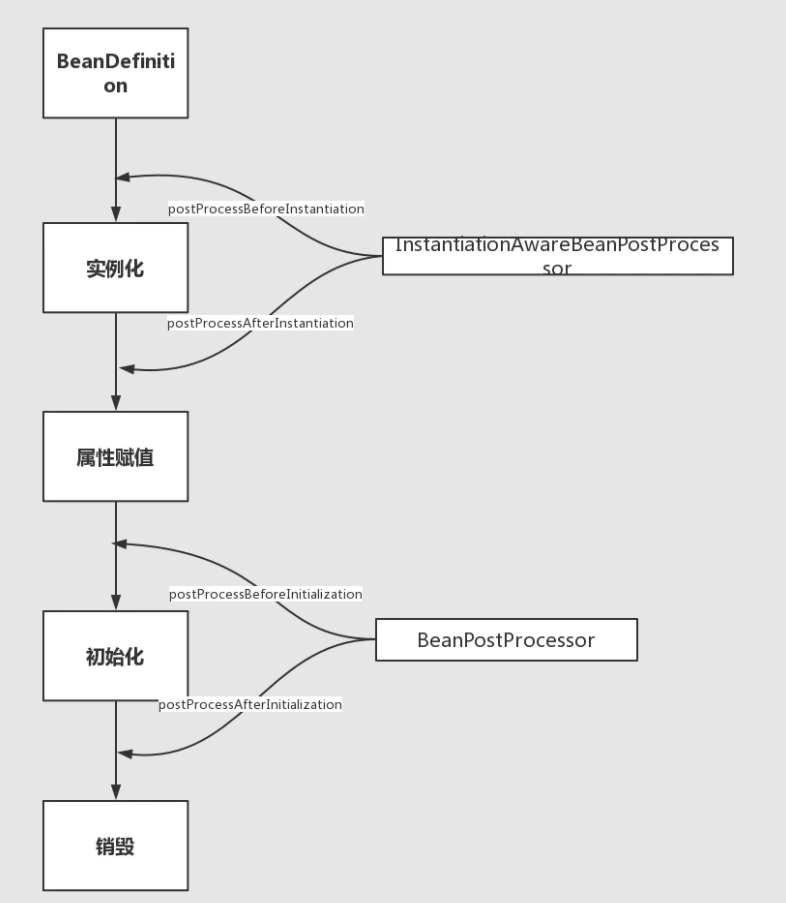 BeanDefiniti
on
postProcessBeforeInstantiation
实例化
InstantiationAwareBeanPostProces
sor
postProcessAfterInstantiation
属性赋值
postProcessBeforeInitialization
初始化
BeanPostProcessor
postProcessAfterInitialization
销毁